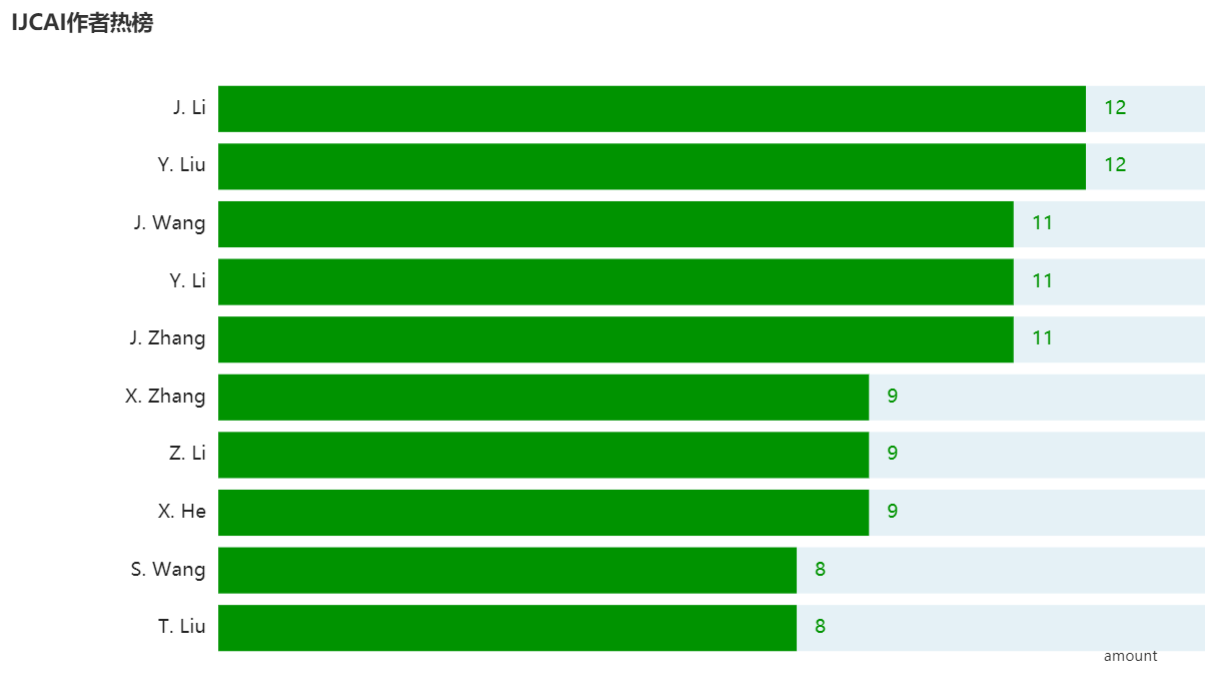 IJCAI作者热榜
J. Li 12
Y. Liu 12
J. Wang 11
Y. Li 11
J. Zhang 11
X. Zhang 9
Z. Li 9
X. He 9
S. Wang 8
T. Liu 8
amount